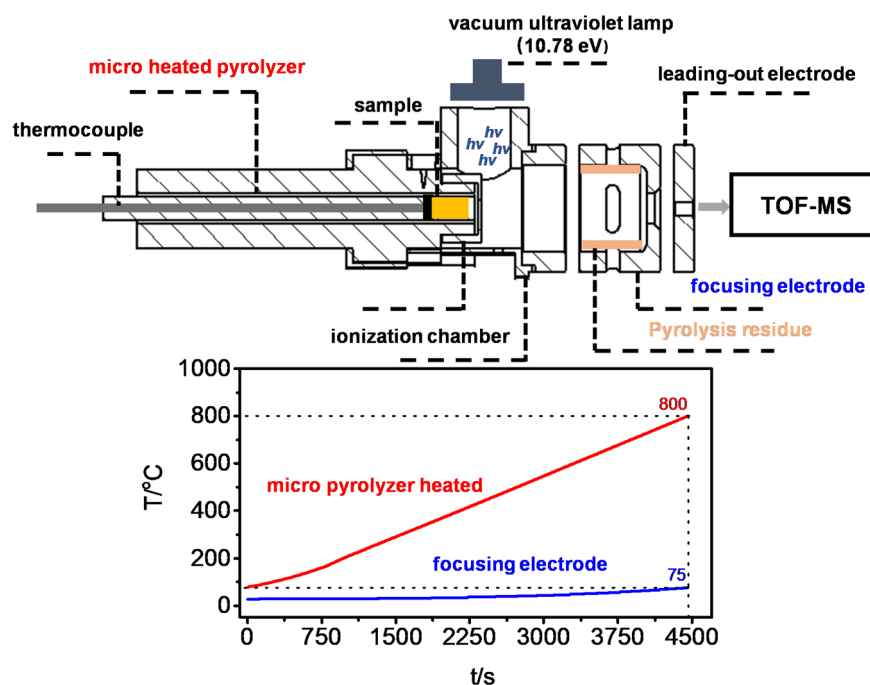 vacuum ultraviolet lamp
(10.78 eV)
micro heated pyrolyzer
leading-out electrode
sample
thermocouple
hv
hv hv
hv
TOF-MS
focusing electrode
ionization chamber
Pyrolysis residue
1000
800
600
400
200
0
T/°C
800
micro pyrolyzer heated
focusing electrode
75
0 750 1500 2250 3000 3750 4500
t/s